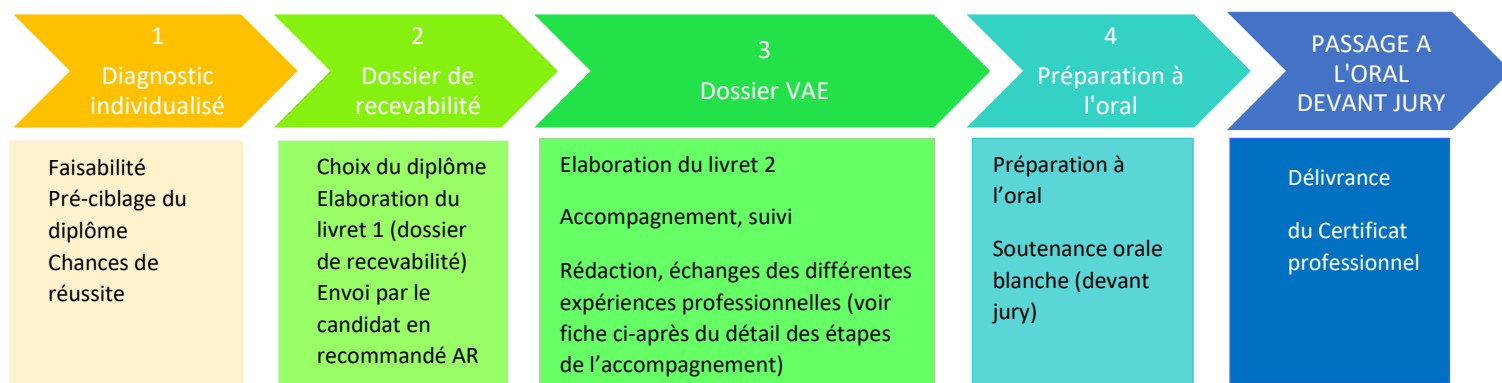 1
Diagnostic
individualisé
2
Dossier de
recevabilité
3
Dossier VAE
4
Préparation à
l'oral
PASSAGE A
L'ORAL
DEVANT JURY
Faisabilité
Pré-ciblage du
diplôme
Chances de
réussite
Choix du diplôme
Elaboration du
livret 1 (dossier
de recevabilité)
Envoi par le
candidat en
recommandé AR
Elaboration du livret 2
Accompagnement, suivi
Rédaction, échanges des différentes
expériences professionnelles (voir
fiche ci-après du détail des étapes
de l’accompagnement)
Préparation à
l’oral
Soutenance orale
blanche (devant
jury)
Délivrance
du Certificat
professionnel